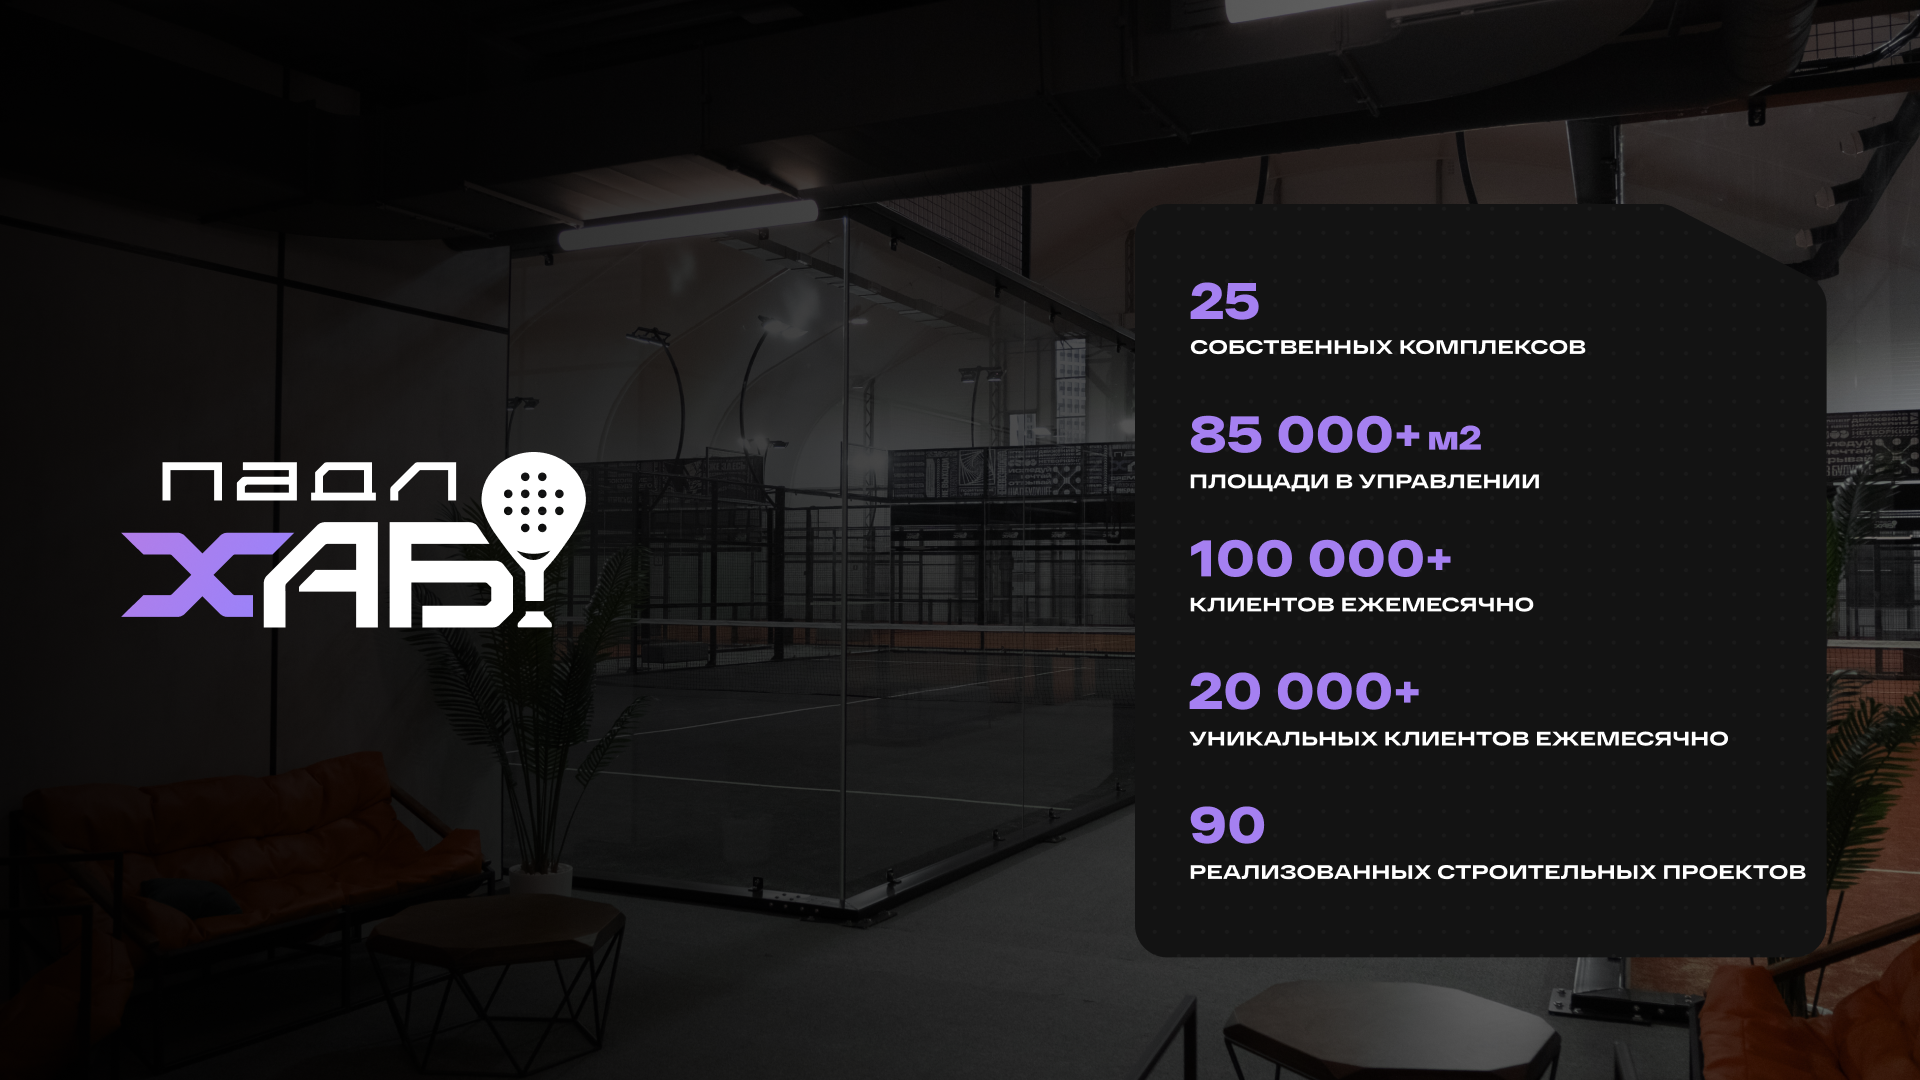 падл
ХАБ!
25
СОБСТВЕННЫХ КОМПЛЕКСОВ
85 000+ м2
ПЛОЩАДИ В УПРАВЛЕНИИ
100 000+
КЛИЕНТОВ ЕЖЕМЕСЯЧНО
20 000+
УНИКАЛЬНЫХ КЛИЕНТОВ ЕЖЕМЕСЯЧНО
90
РЕАЛИЗОВАННЫХ СТРОИТЕЛЬНЫХ ПРОЕКТОВ